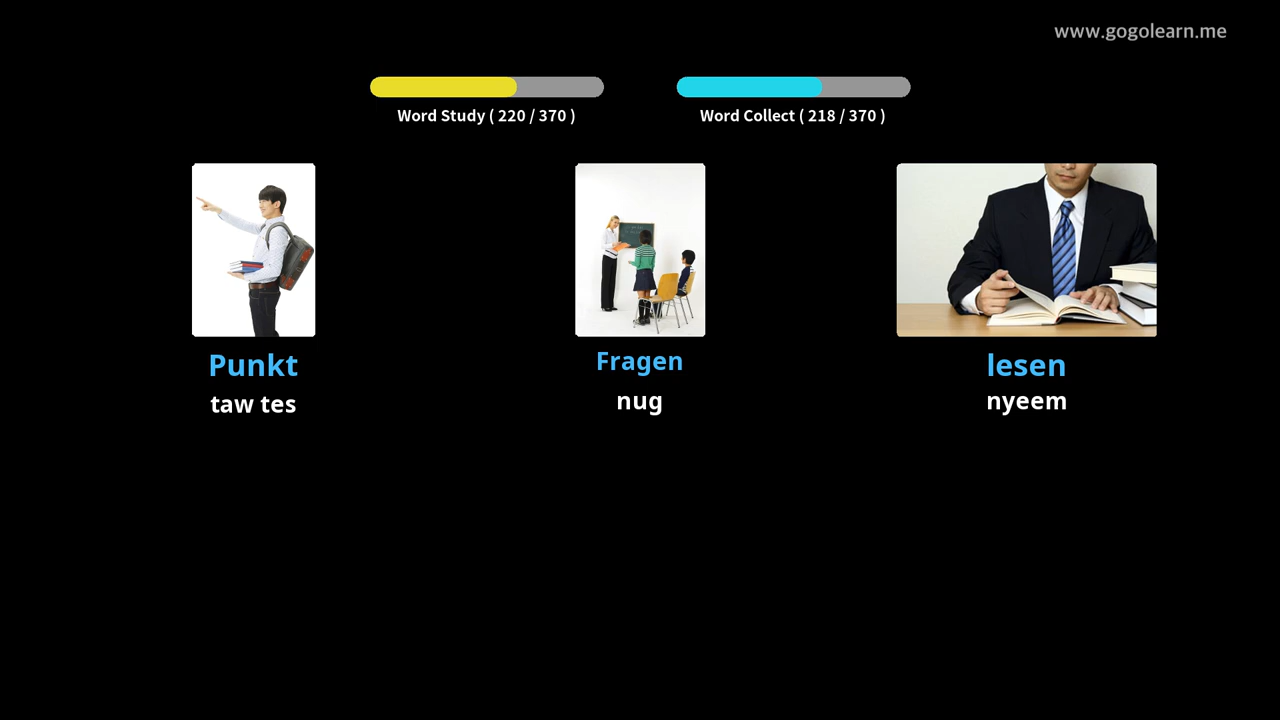 www.gogolearn.me
Word Study ( 220 / 370 )
Word Collect ( 218 / 370 )
Punkt
taw tes
Fragen
nug
lesen
nyeem